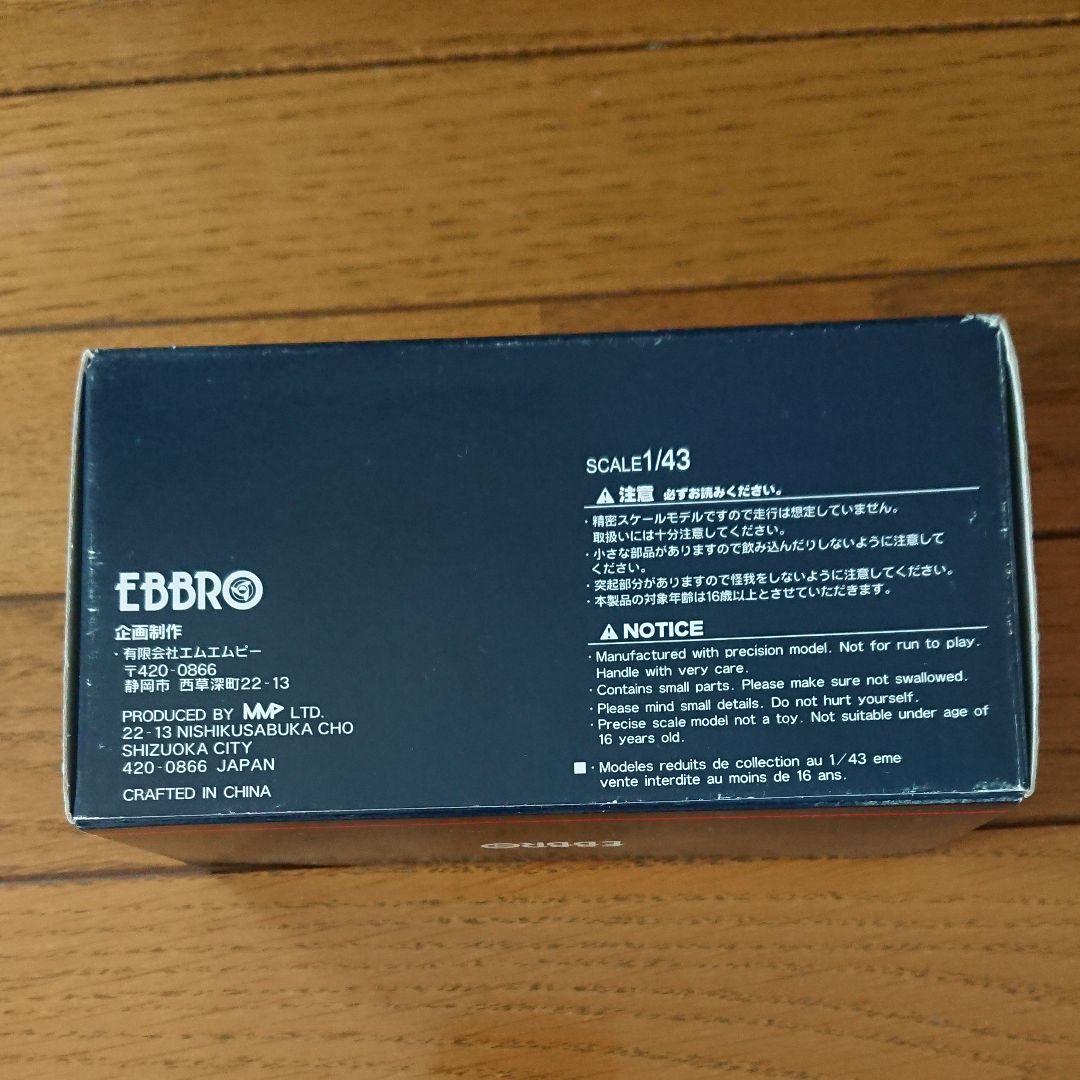 EBBRO
企画制作
・有限会社エムエムピー
〒420-0866
静岡市 西草深町22-13
PRODUCED BY MMP LTD.
22-13 NISHIKUSABUKA CHO
SHIZUOKA CITY
420-0866 JAPAN
CRAFTED IN CHINA
SCALE1/43
⚠注意 必ずお読みください。
・精密スケールモデルですので走行は想定していません。
取扱いには十分注意してください。
・小さな部品がありますので飲み込んだりしないように注意して
ください。
・突起部分がありますので怪我をしないように注意してください。
・本製品の対象年齢は16歳以上とさせていただきます。
⚠NOTICE
・Manufactured with precision model. Not for run to play.
Handle with very care.
・Contains small parts. Please make sure not swallowed.
・Please mind small details. Do not hurt yourself.
・Precise scale model not a toy. Not suitable under age of
16 years old.
■・Modeles reduits de collection au 1/43 eme
vente interdite au moins de 16 ans.
EBBRO